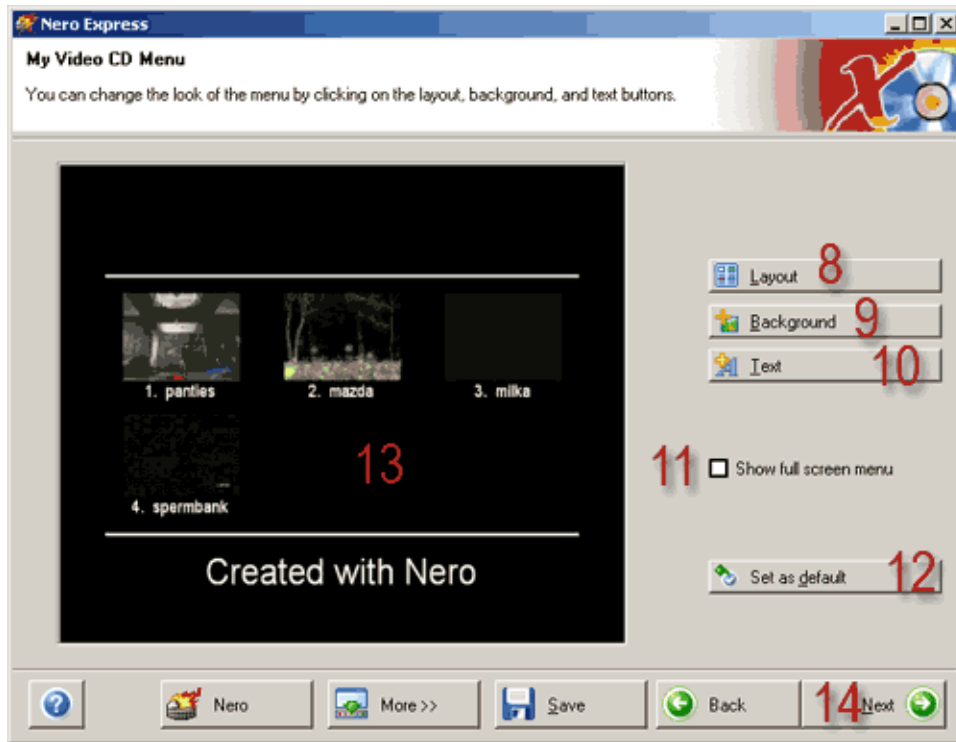 Nero Express
My Video CD Menu
You can change the look of the menu by clicking on the layout, background, and text buttons.
8
Layout
9
Background
10
Text
1. panties
2. mazda
3. milka
13
11
Show full screen menu
4. spermbank
Created with Nero
12
Set as default
Nero
More >>
Save
Back
14
Next